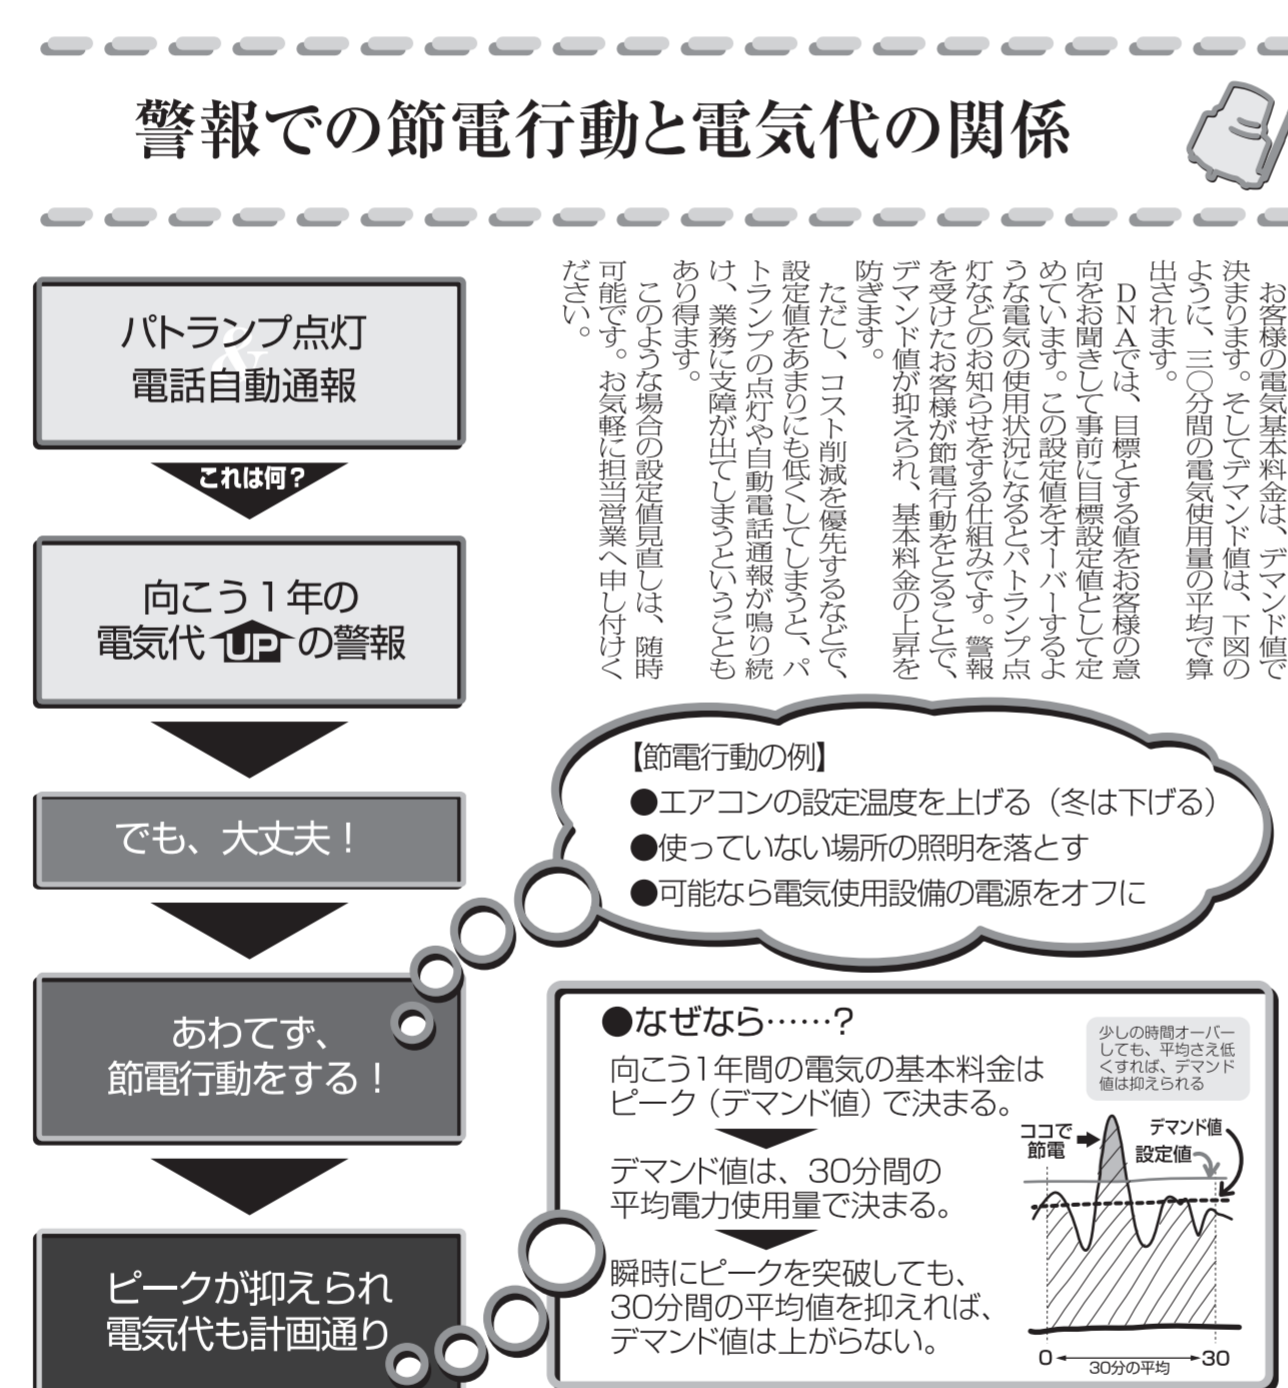 警報での節電行動と電気代の関係
お客様の電気基本料金は、デマンド値で
決まります。そしてデマンド値は、下図の
ように、三〇分間の電気使用量の平均で算
出されます。
DNAでは、目標とする値をお客様の意
向をお聞きして事前に目標設定値として定
めています。この設定値をオーバーするよ
うな電気の使用状況になるとパトランプ点
灯などのお知らせをする仕組みです。警報
を受けたお客様が節電行動をとることで、
デマンド値が抑えられ、基本料金の上昇を
防ぎます。
ただし、コスト削減を優先するなどで、
設定値をあまりにも低くしてしまうと、パ
トランプの点灯や自動電話通報が鳴り続
け、業務に支障が出てしまうということも
あり得ます。
このような場合の設定値見直しは、随時
可能です。お気軽に担当営業へ申し付けく
ださい。
パトランプ点灯
&
電話自動通報
これは何？
向こう1年の
電気代UPの警報
でも、大丈夫！
あわてず、
節電行動をする！
ピークが抑えられ
電気代も計画通り
【節電行動の例】
●エアコンの設定温度を上げる（冬は下げる）
●使っていない場所の照明を落とす
●可能なら電気使用設備の電源をオフに
●なぜなら……？
向こう1年間の電気の基本料金は
ピーク（デマンド値）で決まる。
デマンド値は、30分間の
平均電力使用量で決まる。
瞬時にピークを突破しても、
30分間の平均値を抑えれば、
デマンド値は上がらない。
少しの時間オーバー
しても、平均さえ低
くすれば、デマンド
値は抑えられる
ココで
節電
デマンド値
設定値
0
30分の平均
30